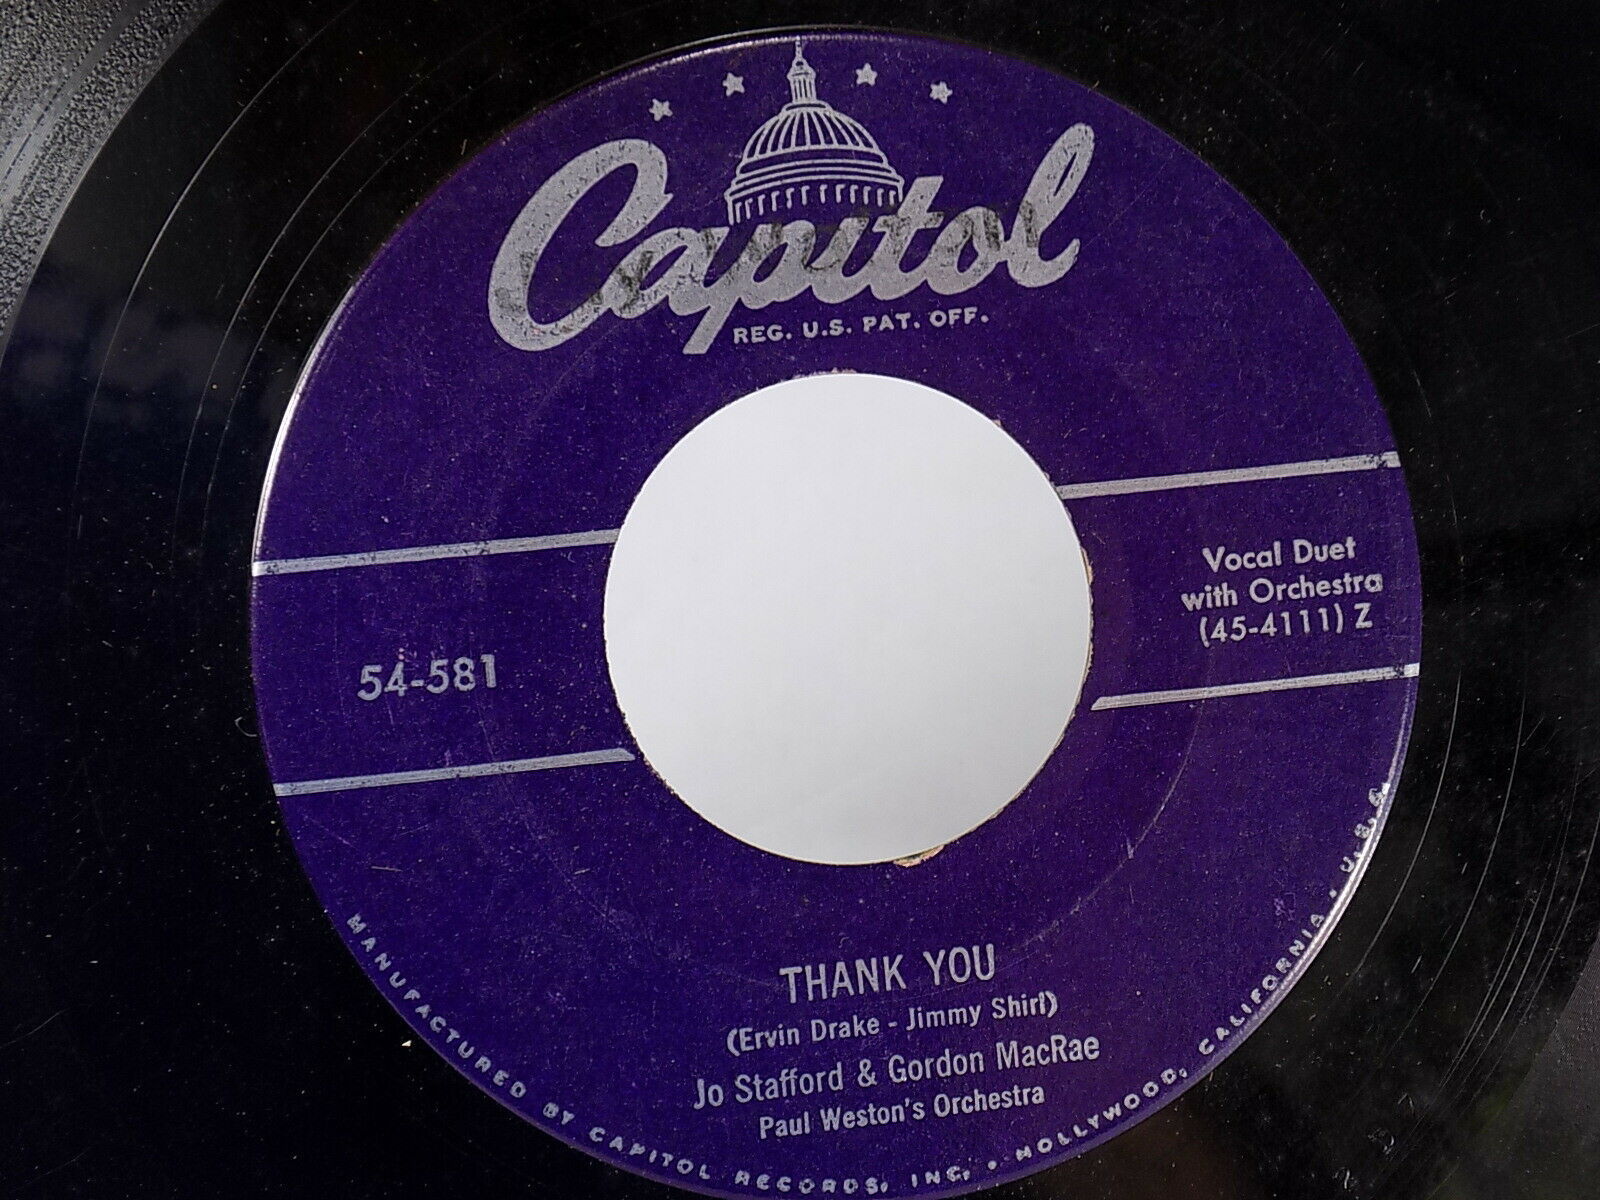 Capitol
REG. U.S. PAT. OFF.
Vocal Duet
with Orchestra
(45-4111) Z
54-581
THANK YOU
(Ervin Drake - Jimmy Shirl)
Jo Stafford & Gordon MacRae
Paul Weston's Orchestra
MANUFACTURED BY CAPITOL RECORDS, INC. • HOLLYWOOD, CALIFORNIA • U.S.A.